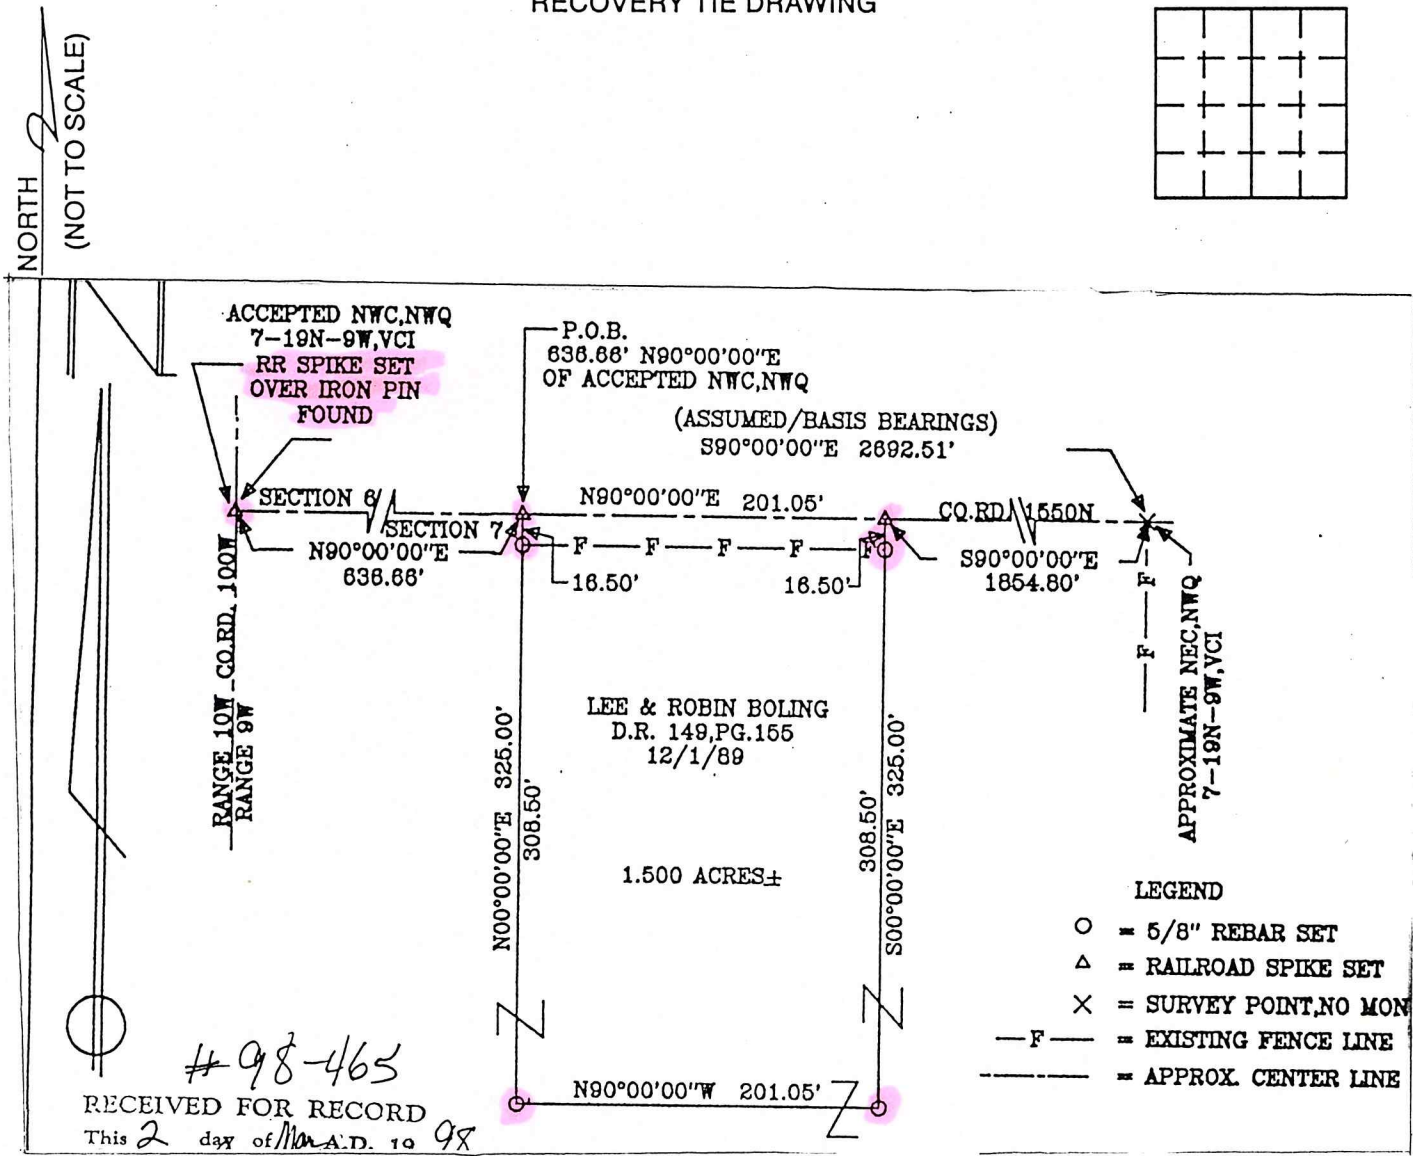 RECOVERY TIE DRAWING
NORTH
(NOT TO SCALE)
ACCEPTED NWC,NWQ
7-19N-9W,VCI
RR SPIKE SET
OVER IRON PIN
FOUND
P.O.B.
636.66' N90°00'00"E
OF ACCEPTED NWC,NWQ
(ASSUMED/BASIS BEARINGS)
S90°00'00"E 2692.51'
SECTION 6
SECTION 7
N90°00'00"E
636.66'
N90°00'00"E 201.05'
CO.RD. 1550N
F F F F F
16.50'
16.50'
S90°00'00"E
1854.80'
F
F
APPROXIMATE NEC,NWQ
7-19N-9W,VCI
RANGE 10W CO.RD. 100W
RANGE 9W
N00°00'00"E 325.00'
308.50'
LEE & ROBIN BOLING
D.R. 149,PG.155
12/1/89
1.500 ACRES±
308.50'
S00°00'00"E 325.00'
N90°00'00"W 201.05'
LEGEND
○ = 5/8" REBAR SET
△ = RAILROAD SPIKE SET
× = SURVEY POINT,NO MON
—F— = EXISTING FENCE LINE
= APPROX. CENTER LINE
# 98-465
RECEIVED FOR RECORD
This 2 day of Mar A.D. 19 98